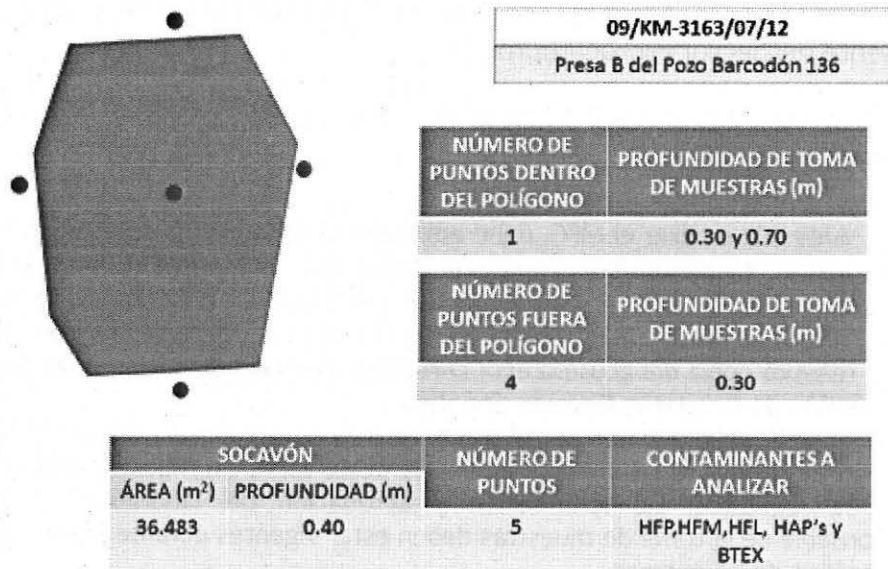 09/KM-3163/07/12
Presa B del Pozo Barcodón 136
NÚMERO DE
PUNTOS DENTRO
DEL POLÍGONO
PROFUNDIDAD DE TOMA
DE MUESTRAS (m)
1
0.30 y 0.70
NÚMERO DE
PUNTOS FUERA
DEL POLÍGONO
PROFUNDIDAD DE TOMA
DE MUESTRAS (m)
4
0.30
SOCAVÓN
NÚMERO DE
PUNTOS
CONTAMINANTES A
ANALIZAR
ÁREA (m²)
PROFUNDIDAD (m)
36.483
0.40
5
HFP,HFM,HFL, HAP's y
BTEX